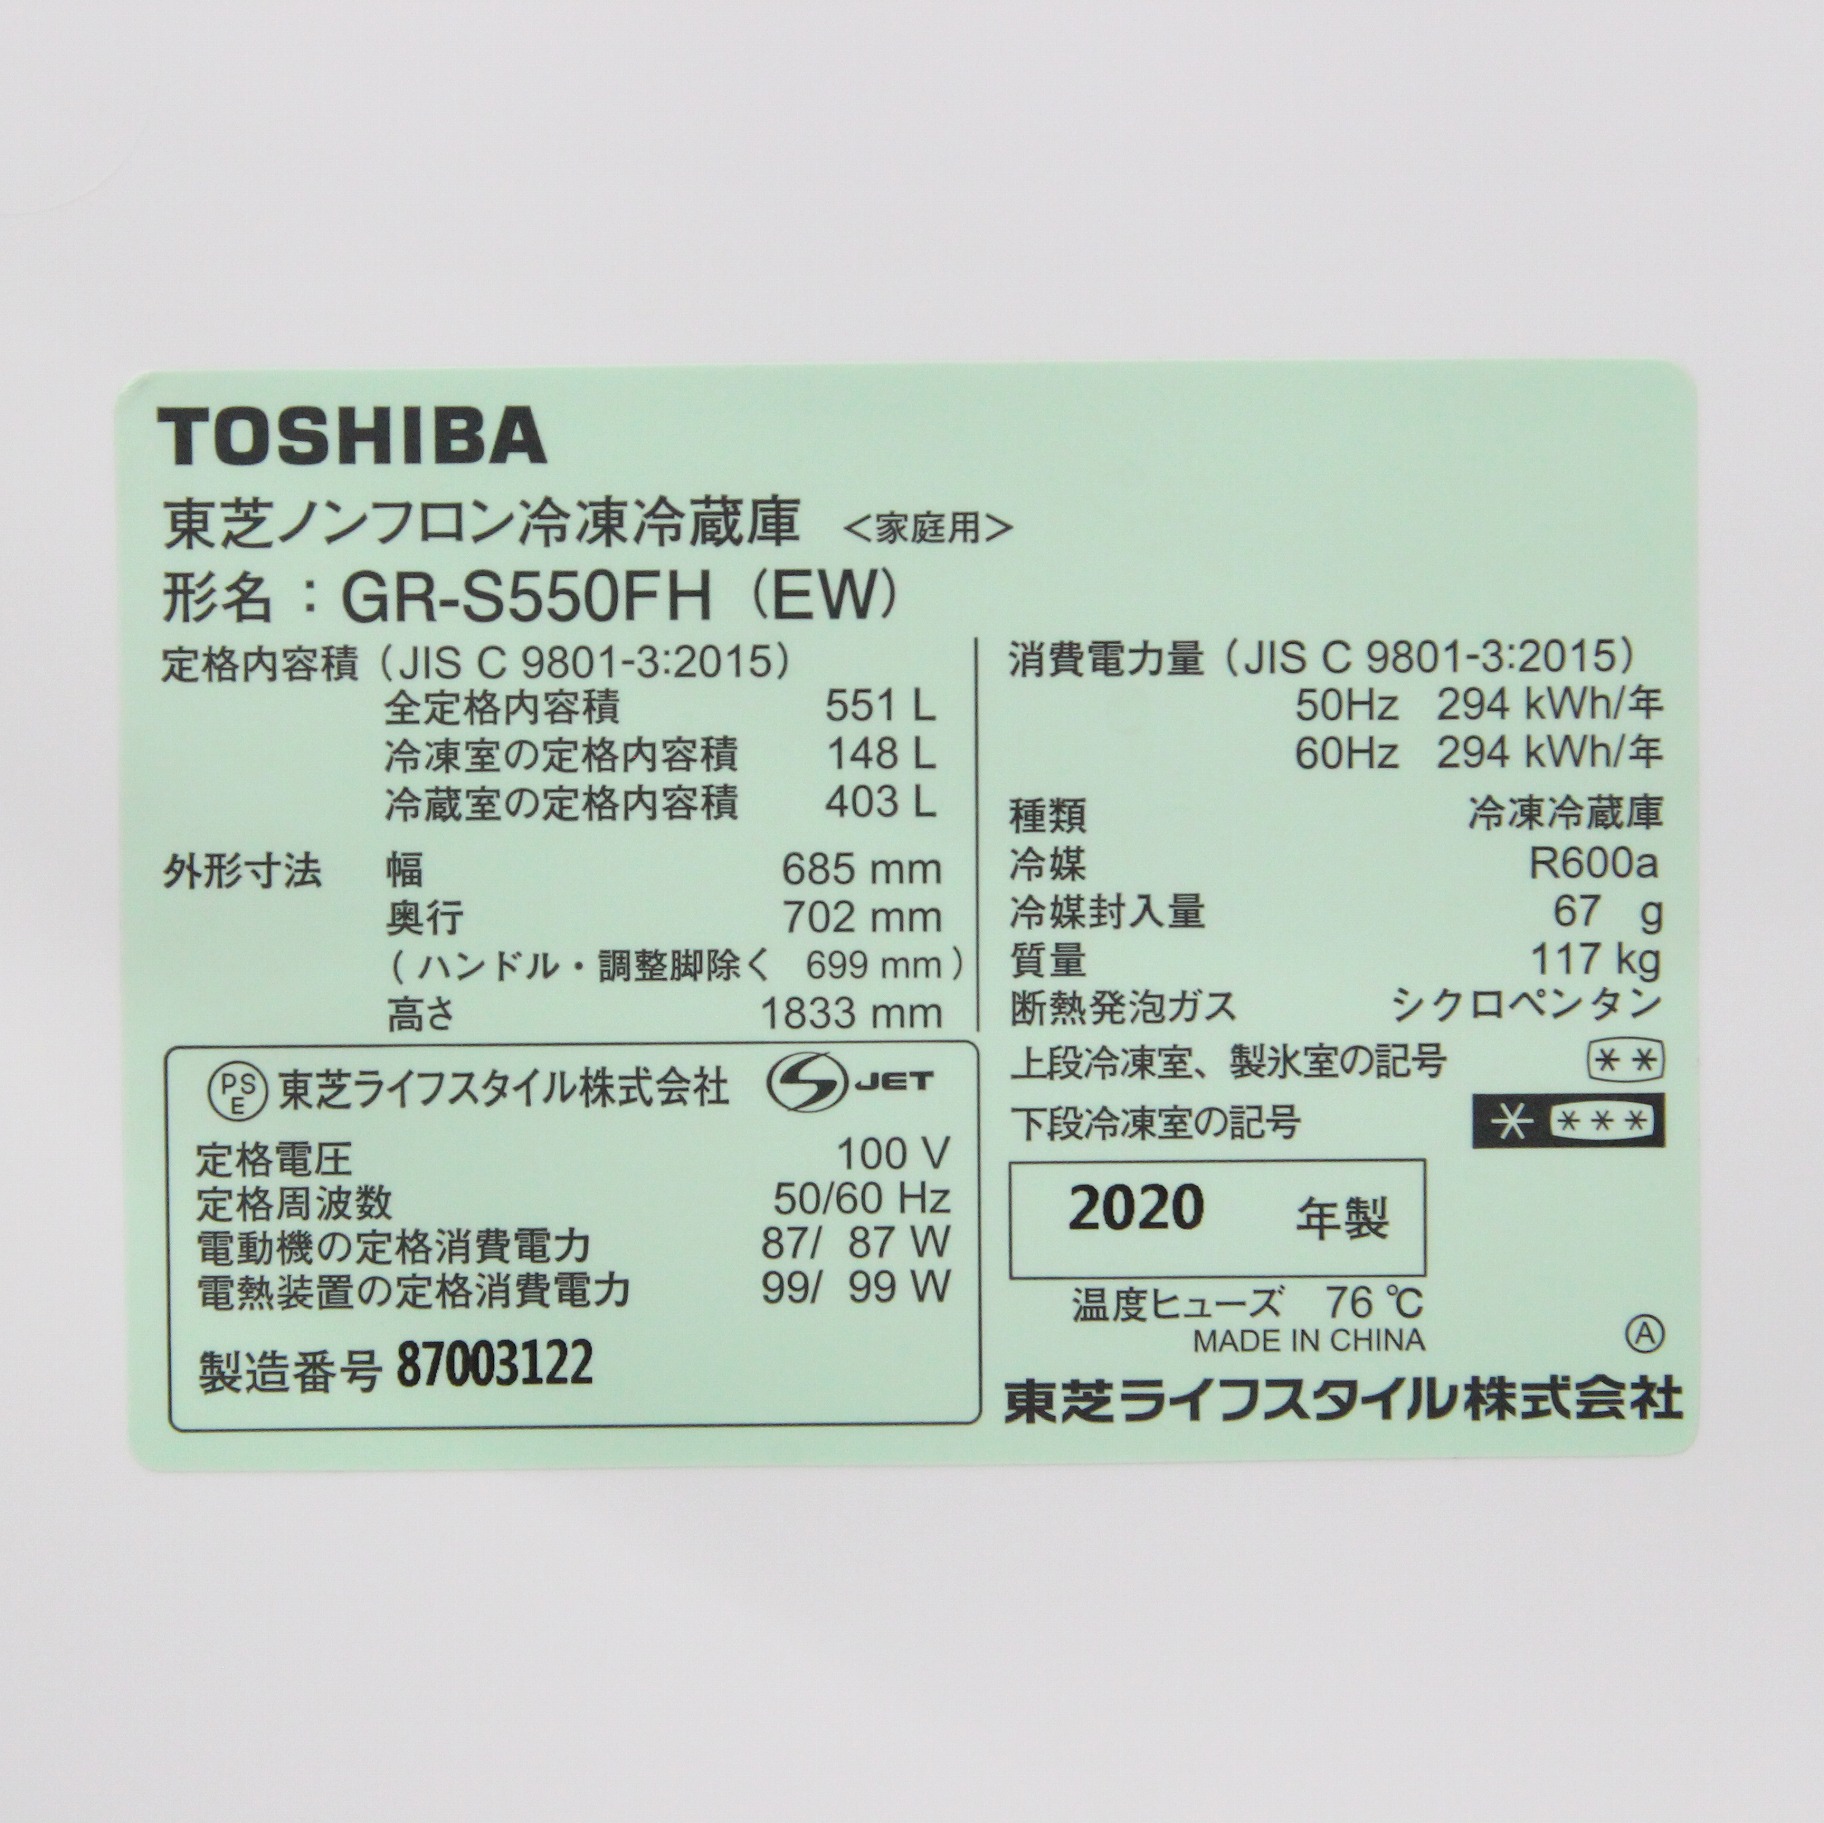 TOSHIBA
東芝ノンフロン冷凍冷蔵庫 <家庭用>
形名：GR-S550FH (EW)
定格内容積 (JIS C 9801-3:2015)
全定格内容積 551 L
冷凍室の定格内容積 148 L
冷蔵室の定格内容積 403 L
外形寸法 幅 685 mm
奥行 702 mm
(ハンドル・調整脚除く 699 mm)
高さ 1833 mm
PSE 東芝ライフスタイル株式会社 S JET
定格電圧 100 V
定格周波数 50/60 Hz
電動機の定格消費電力 87/ 87 W
電熱装置の定格消費電力 99/ 99 W
製造番号 87003122
消費電力量 (JIS C 9801-3:2015)
50Hz 294 kWh/年
60Hz 294 kWh/年
種類 冷凍冷蔵庫
冷媒 R600a
冷媒封入量 67 g
質量 117 kg
断熱発泡ガス シクロペンタン
上段冷凍室、製氷室の記号 **
下段冷凍室の記号 * ***
2020 年製
温度ヒューズ 76 ℃
MADE IN CHINA
Ⓐ
東芝ライフスタイル株式会社